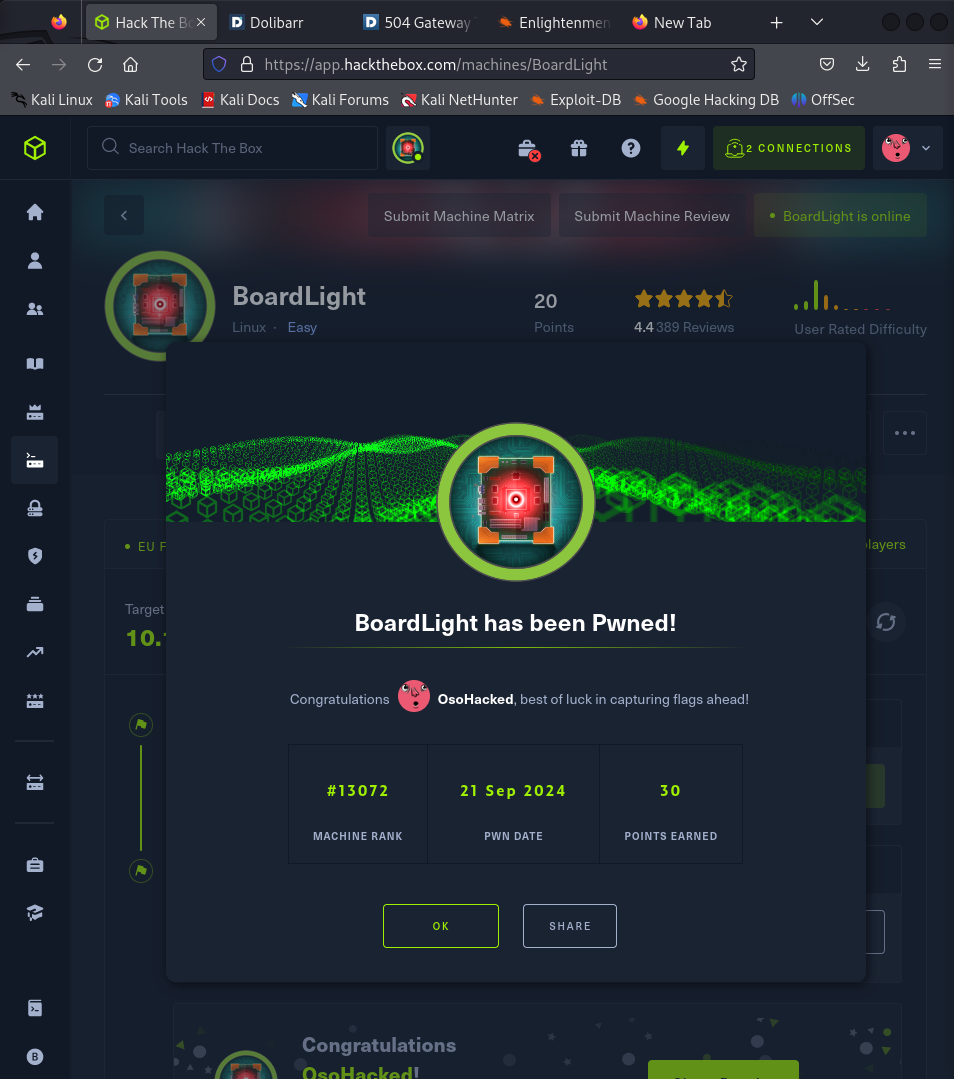 Hack The Bo
Dolibarr
504 Gateway
Enlightenmen
New Tab
https://app.hackthebox.com/machines/BoardLight
Kali Linux
Kali Tools
Kali Docs
Kali Forums
Kali NetHunter
Exploit-DB
Google Hacking DB
OffSec
Search Hack The Box
2 CONNECTIONS
Submit Machine Matrix
Submit Machine Review
BoardLight is online
BoardLight
Linux · Easy
20
Points
4.4 389 Reviews
User Rated Difficulty
EU F
layers
Target
BoardLight has been Pwned!
Congratulations OsoHacked, best of luck in capturing flags ahead!
#13072
MACHINE RANK
21 Sep 2024
PWN DATE
30
POINTS EARNED
OK
SHARE
B
Congratulations
OsoHacked!